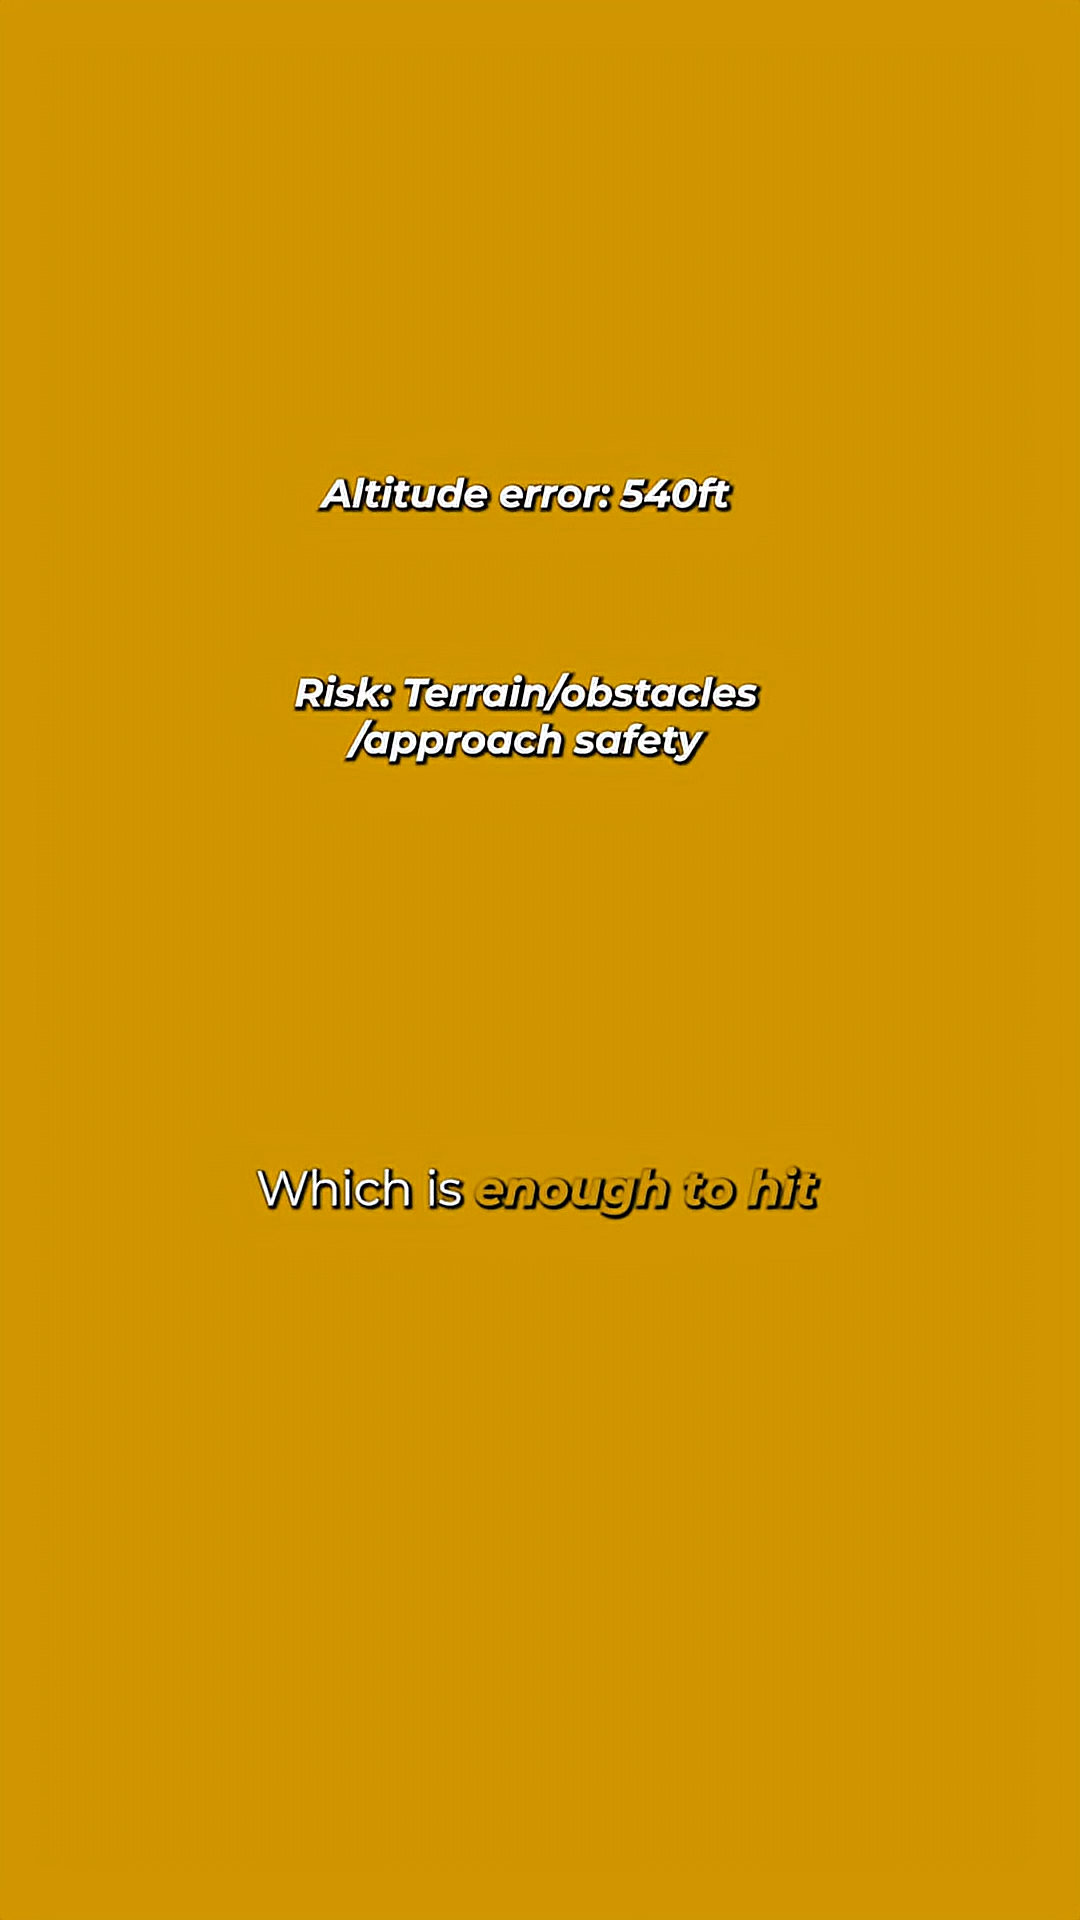 Altitude error: 540ft
Risk: Terrain/obstacles
/approach safety
Which is enough to hit